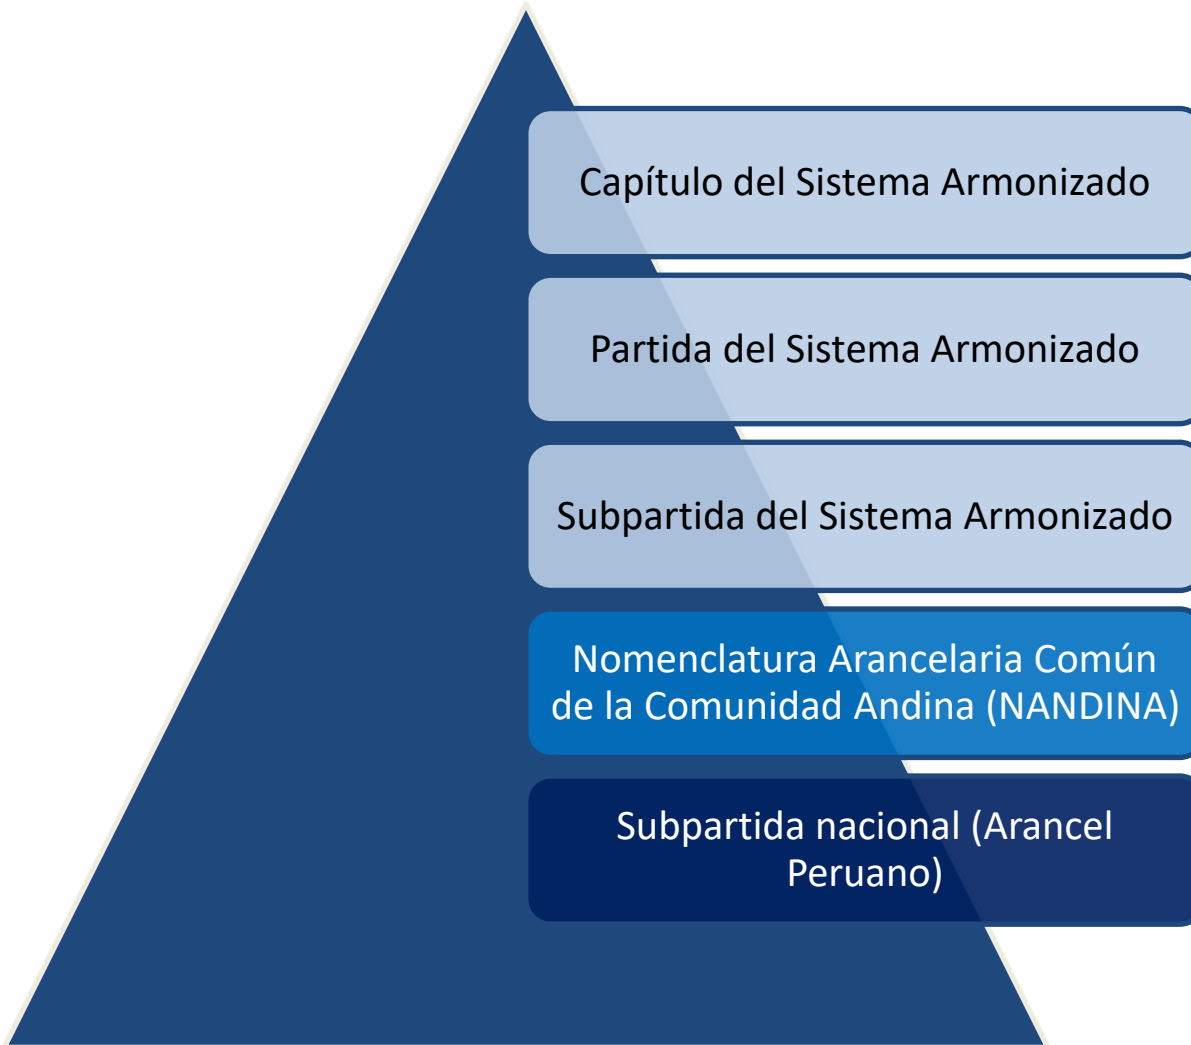 Capítulo del Sistema Armonizado
Partida del Sistema Armonizado
Subpartida del Sistema Armonizado
Nomenclatura Arancelaria Común
de la Comunidad Andina (NANDINA)
Subpartida nacional (Arancel
Peruano)